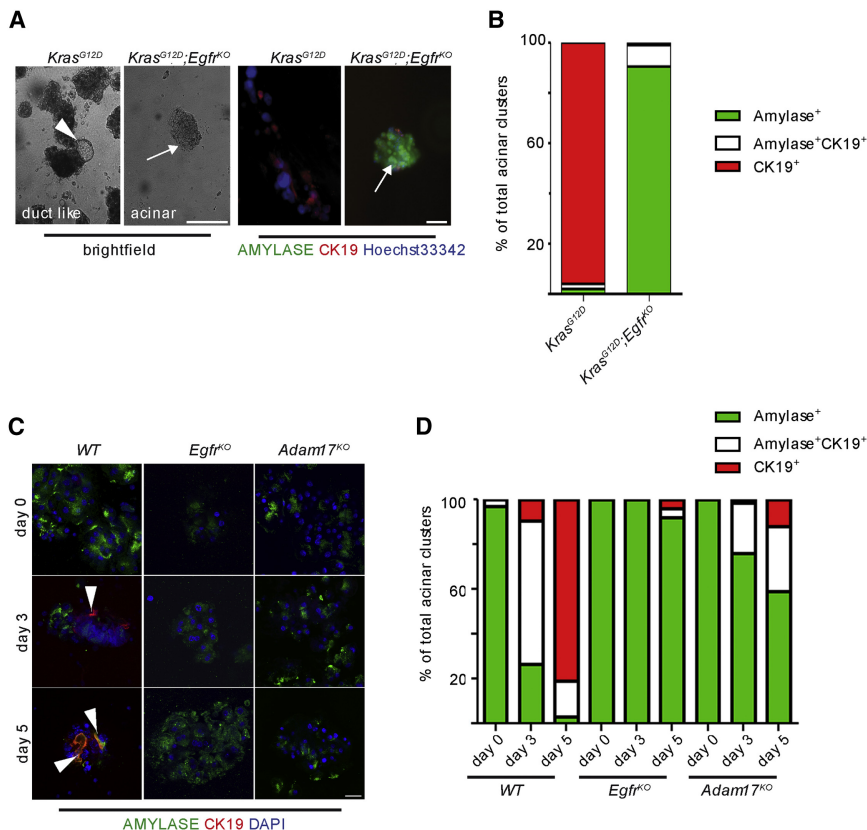 A
Kras^G12D Kras^G12D;Egfr^KO Kras^G12D Kras^G12D;Egfr^KO
duct like acinar
brightfield AMYLASE CK19 Hoechst33342
B
% of total acinar clusters
100
60
20
Kras^G12D Kras^G12D;Egfr^KO
Amylase+
Amylase+CK19+
CK19+
C
WT Egfr^KO Adam17^KO
day 0
day 3
day 5
AMYLASE CK19 DAPI
D
Amylase+
Amylase+CK19+
CK19+
% of total acinar clusters
100
60
20
day 0 day 3 day 5 day 0 day 3 day 5 day 0 day 3 day 5
WT Egfr^KO Adam17^KO